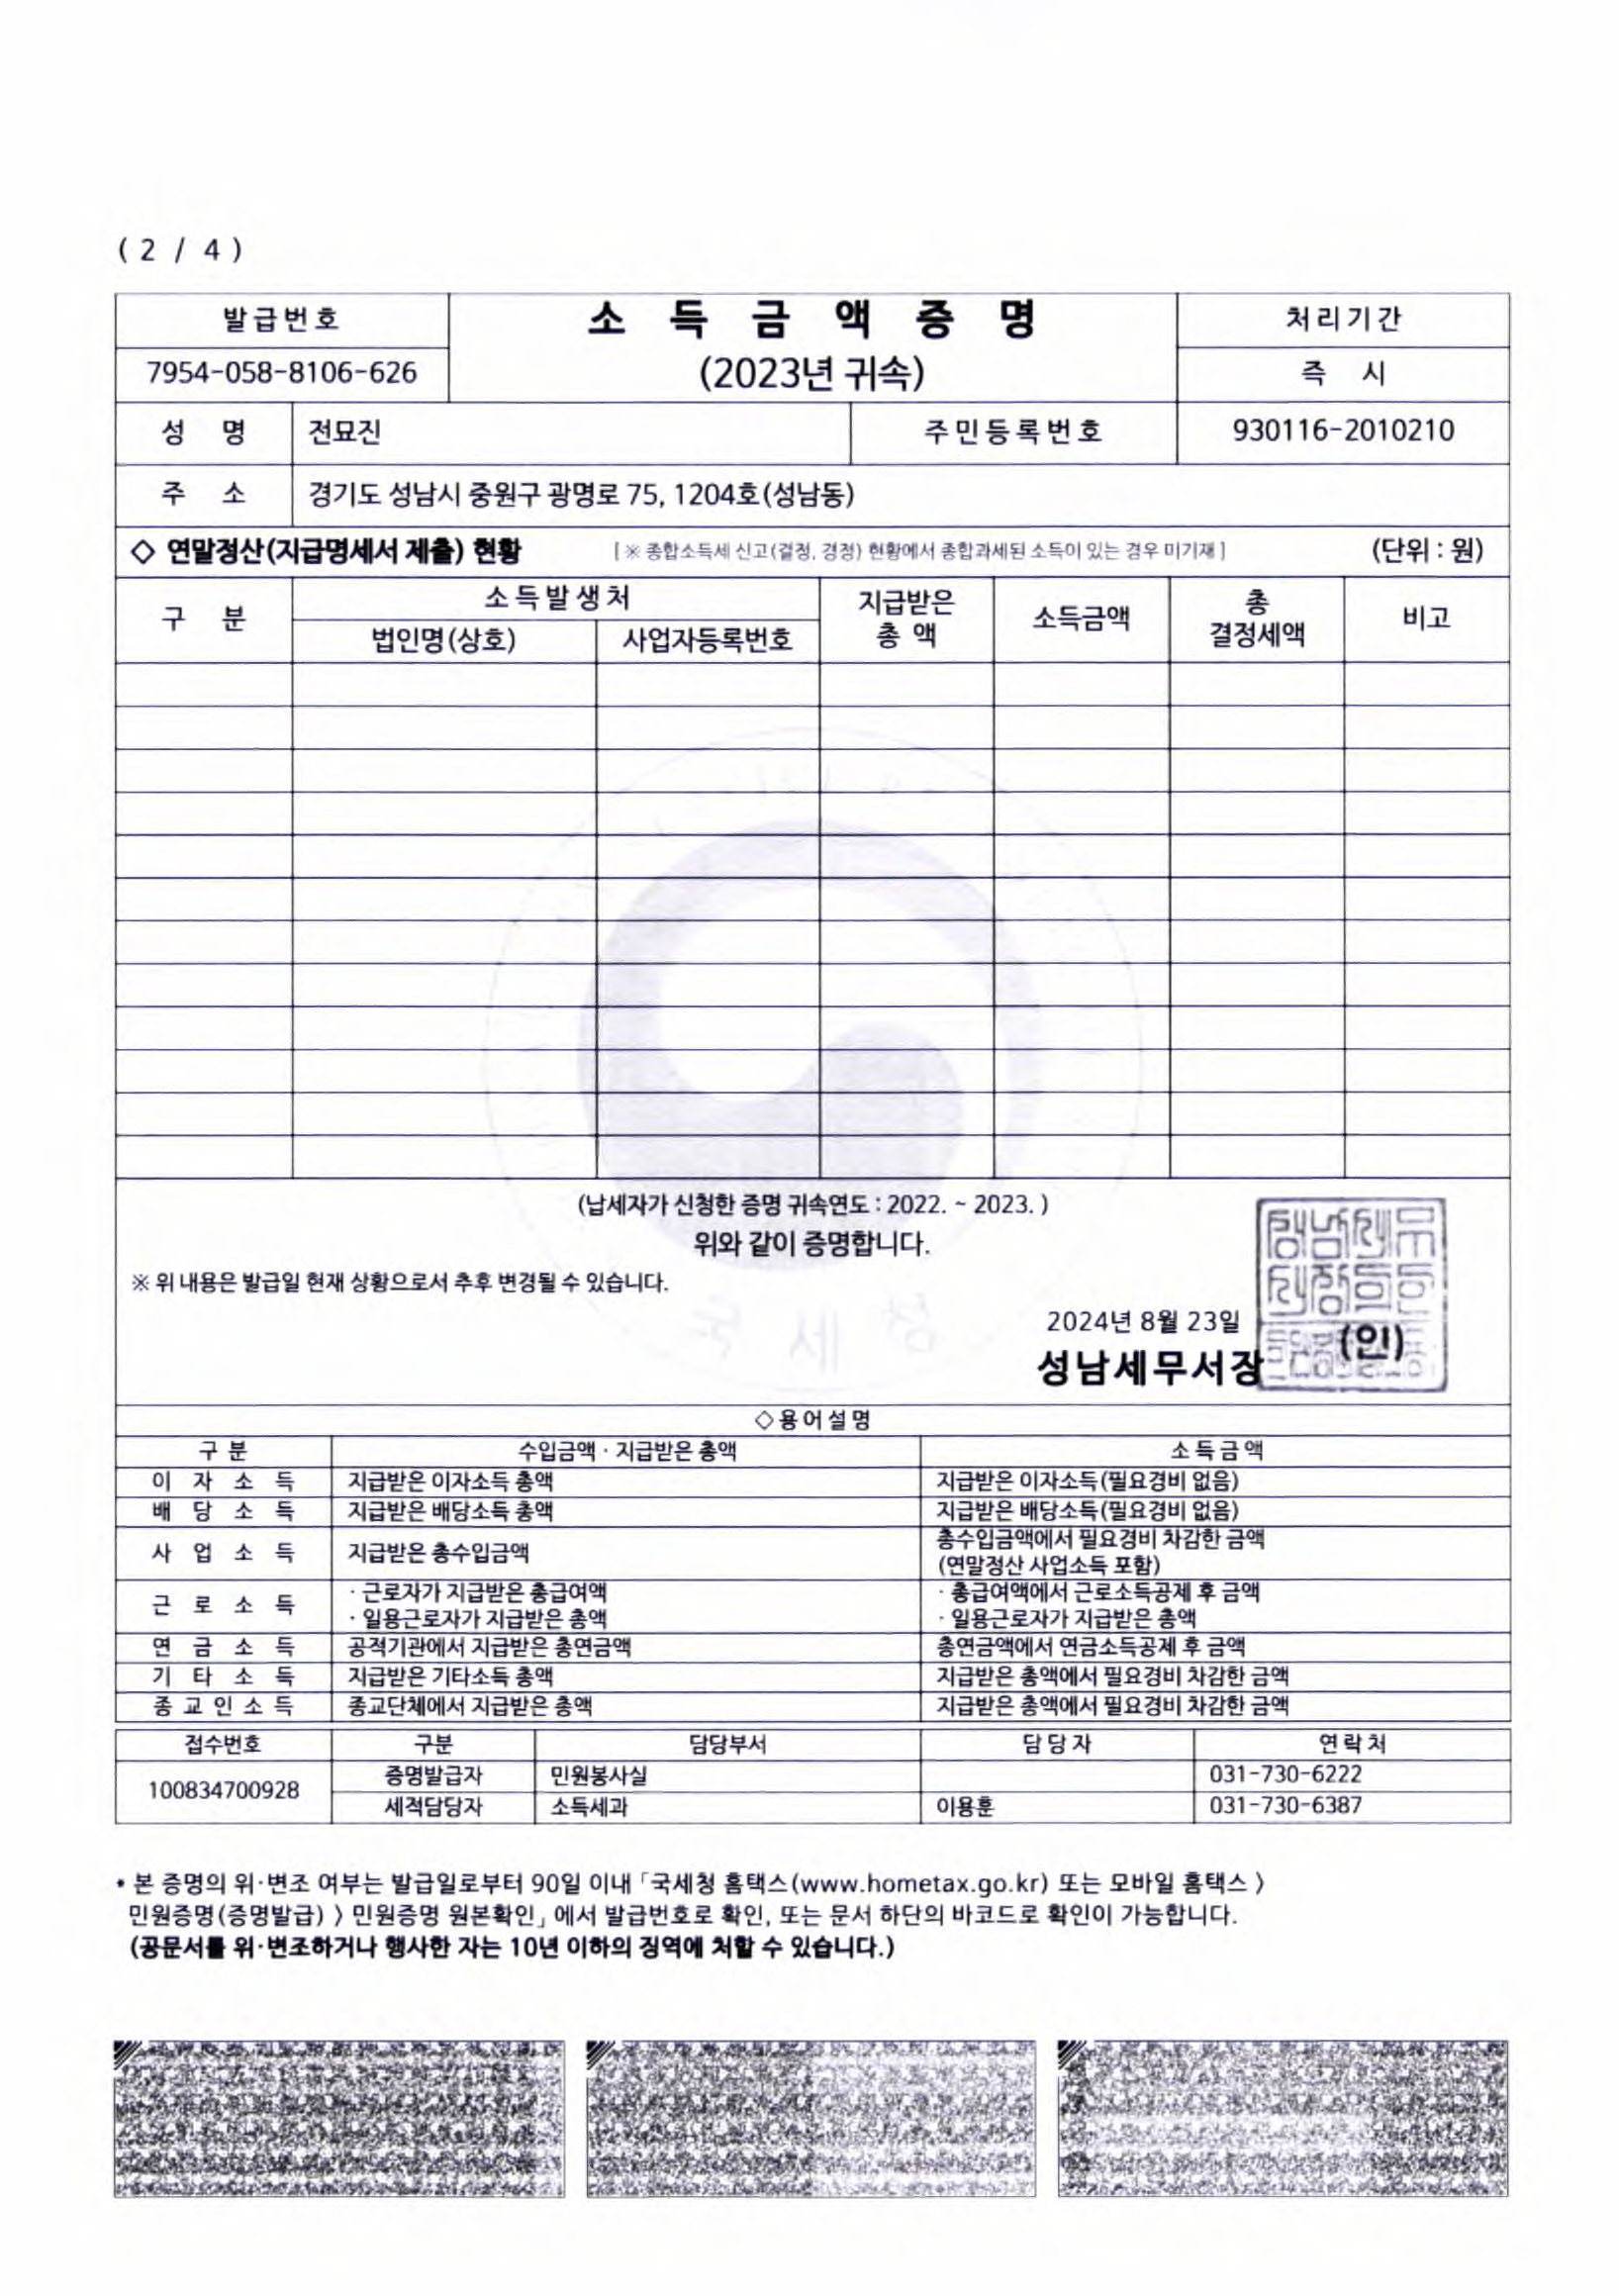 ( 2 / 4 )
발급번호
소 득 금 액 증 명
처리기간
7954-058-8106-626
(2023년 귀속)
즉 시
성 명 전묘진 주민등록번호 930116-2010210
주 소 경기도 성남시 중원구 광명로 75, 1204호(성남동)
◇ 연말정산(지급명세서 제출) 현황 [ ※ 종합소득세 신고(결정, 경정) 현황에서 종합과세된 소득이 있는 경우 미기재 ] (단위 : 원)
구 분 소득발생처 지급받은 총 액 소득금액 총 결정세액 비고
법인명(상호) 사업자등록번호
(납세자가 신청한 증명 귀속연도 : 2022. ~ 2023. )
위와 같이 증명합니다.
※ 위 내용은 발급일 현재 상황으로서 추후 변경될 수 있습니다.
국 세 청
2024년 8월 23일
성남세무서장 (인)
◇용어설명
구 분 수입금액 · 지급받은 총액 소득금액
이 자 소 득 지급받은 이자소득 총액 지급받은 이자소득(필요경비 없음)
배 당 소 득 지급받은 배당소득 총액 지급받은 배당소득(필요경비 없음)
사 업 소 득 지급받은 총수입금액 총수입금액에서 필요경비 차감한 금액
(연말정산 사업소득 포함)
근 로 소 득 · 근로자가 지급받은 총급여액 · 총급여액에서 근로소득공제 후 금액
· 일용근로자가 지급받은 총액 · 일용근로자가 지급받은 총액
연 금 소 득 공적기관에서 지급받은 총연금액 총연금액에서 연금소득공제 후 금액
기 타 소 득 지급받은 기타소득 총액 지급받은 총액에서 필요경비 차감한 금액
종교인소득 종교단체에서 지급받은 총액 지급받은 총액에서 필요경비 차감한 금액
접수번호 구분 담당부서 담당자 연락처
100834700928 증명발급자 민원봉사실 031-730-6222
세적담당자 소득세과 이용훈 031-730-6387
* 본 증명의 위·변조 여부는 발급일로부터 90일 이내「국세청 홈택스(www.hometax.go.kr) 또는 모바일 홈택스 〉
민원증명(증명발급) 〉 민원증명 원본확인」에서 발급번호로 확인, 또는 문서 하단의 바코드로 확인이 가능합니다.
(공문서를 위·변조하거나 행사한 자는 10년 이하의 징역에 처할 수 있습니다.)